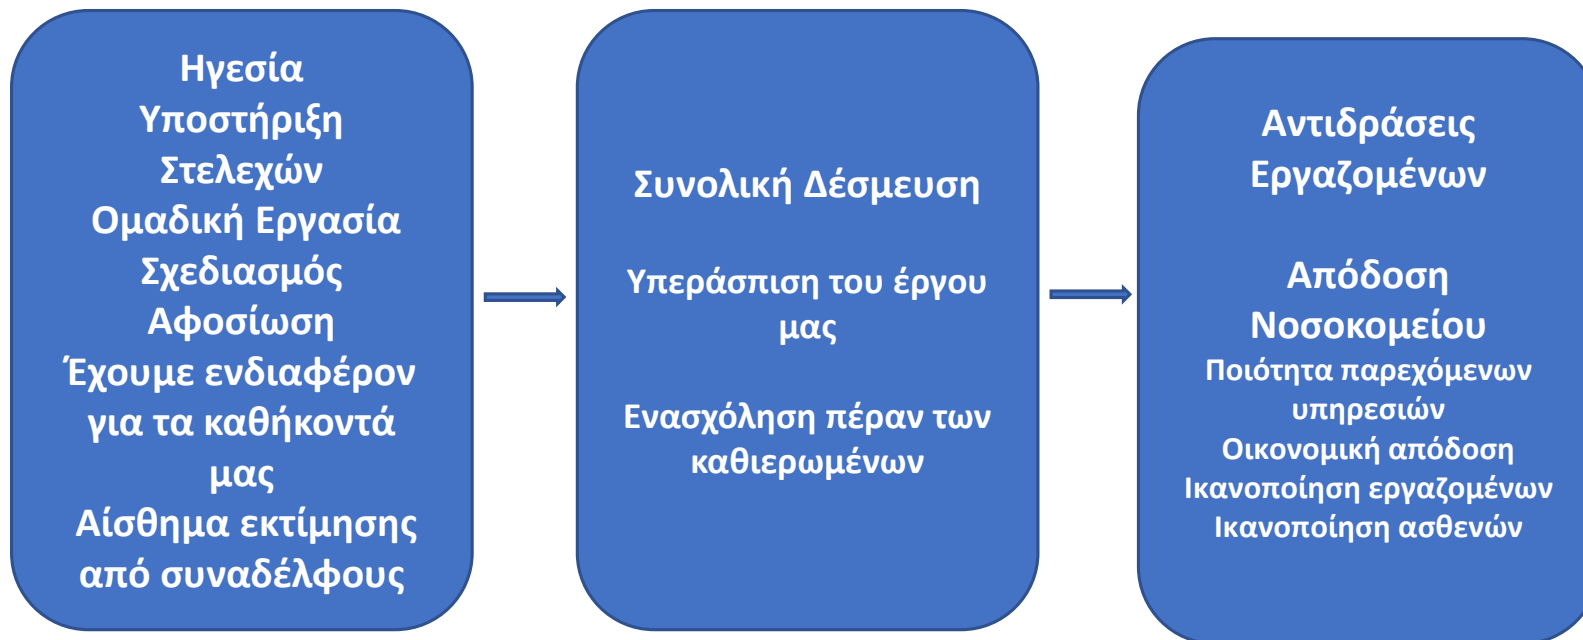 Ηγεσία
Υποστήριξη
Στελεχών
Ομαδική Εργασία
Σχεδιασμός
Αφοσίωση
Έχουμε ενδιαφέρον
για τα καθήκοντά
μας
Αίσθημα εκτίμησης
από συναδέλφους
Συνολική Δέσμευση
Υπεράσπιση του έργου
μας
Ενασχόληση πέραν των
καθιερωμένων
Αντιδράσεις
Εργαζομένων
Απόδοση
Νοσοκομείου
Ποιότητα παρεχόμενων
υπηρεσιών
Οικονομική απόδοση
Ικανοποίηση εργαζομένων
Ικανοποίηση ασθενών